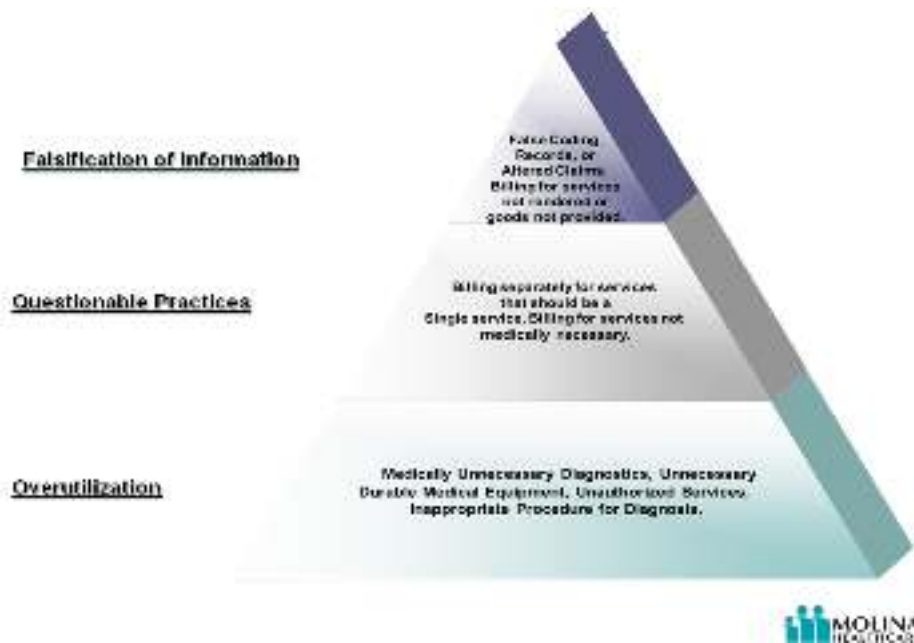 Falsification of Information
False Coding
Records, or
Altered Claims
Billing for services
not rendered or
goods not provided.
Questionable Practices
Billing separately for services
that should be a
Single service. Billing for services not
medically necessary.
Overutilization
Medically Unnecessary Diagnostics, Unnecessary
Durable Medical Equipment, Unauthorized Services
Inappropriate Procedure for Diagnosis.
MOLINA
HEALTHCAR